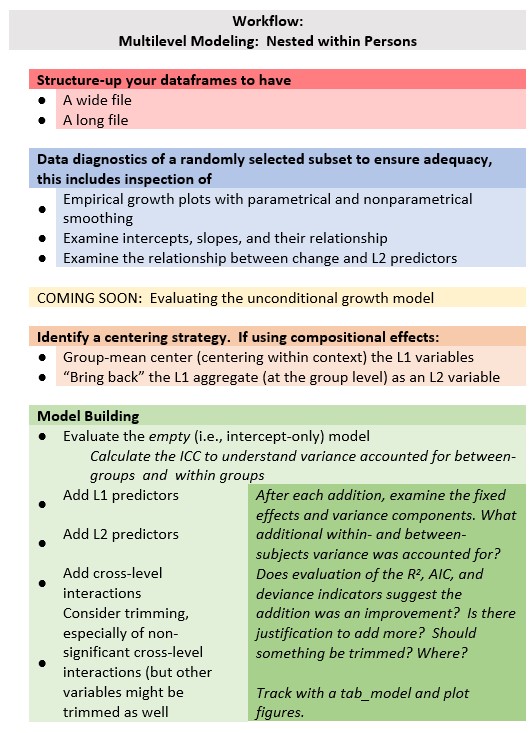 Workflow:
Multilevel Modeling:  Nested within Persons
Structure-up your dataframes to have
● A wide file
● A long file
Data diagnostics of a randomly selected subset to ensure adequacy,
this includes inspection of
● Empirical growth plots with parametrical and nonparametrical
smoothing
● Examine intercepts, slopes, and their relationship
● Examine the relationship between change and L2 predictors
COMING SOON:  Evaluating the unconditional growth model
Identify a centering strategy.  If using compositional effects:
● Group-mean center (centering within context) the L1 variables
● “Bring back” the L1 aggregate (at the group level) as an L2 variable
Model Building
● Evaluate the empty (i.e., intercept-only) model
Calculate the ICC to understand variance accounted for between-
groups  and  within groups
● Add L1 predictors
● Add L2 predictors
● Add cross-level
interactions
● Consider trimming,
especially of non-
significant cross-level
interactions (but other
variables might be
trimmed as well
After each addition, examine the fixed
effects and variance components. What
additional within- and between-
subjects variance was accounted for?
Does evaluation of the R², AIC, and
deviance indicators suggest the
addition was an improvement?  Is there
justification to add more?  Should
something be trimmed? Where?
Track with a tab_model and plot
figures.